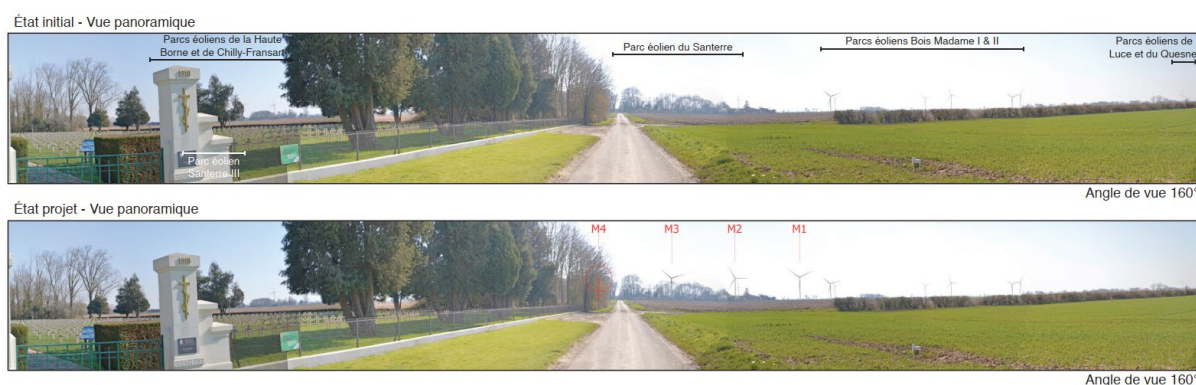 État initial - Vue panoramique
Parcs éoliens de la Haute
Borne et de Chilly-Fransart
Parc éolien du Santerre
Parcs éoliens Bois Madame I & II
Parcs éoliens de
Luce et du Quesne
1918
Parc éolien
Santerre III
Angle de vue 160°
État projet - Vue panoramique
M4
M3
M2
M1
Angle de vue 160°